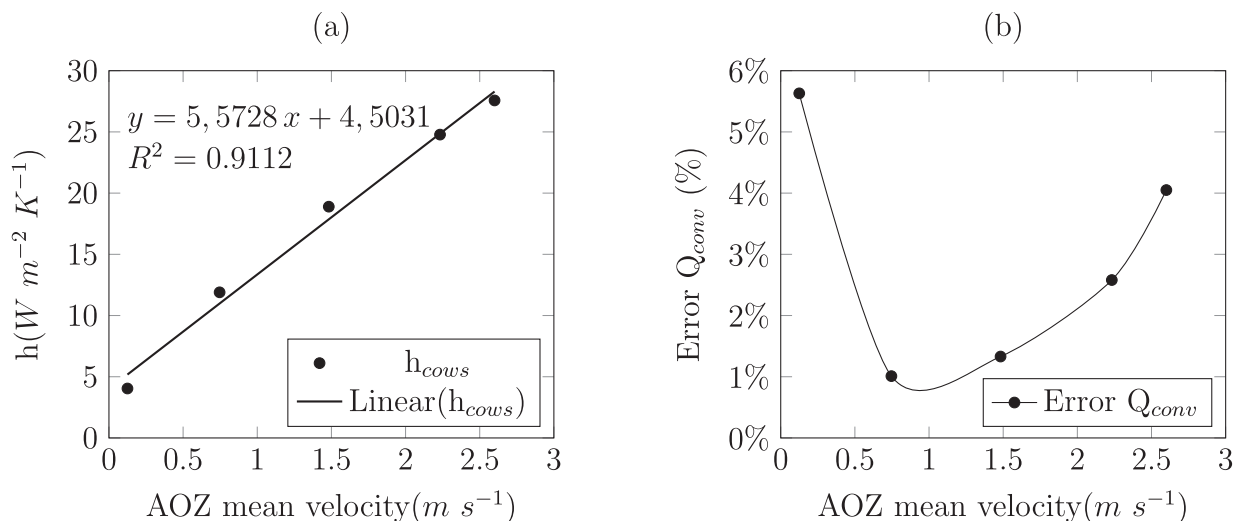 (a)
30
25
20
15
10
5
0
h(W m⁻² K⁻¹)
y = 5,5728 x + 4,5031
R² = 0.9112
h_cows
Linear(h_cows)
0 0.5 1 1.5 2 2.5 3
AOZ mean velocity(m s⁻¹)
(b)
6%
5%
4%
3%
2%
1%
0%
Error Q_conv (%)
Error Q_conv
0 0.5 1 1.5 2 2.5 3
AOZ mean velocity(m s⁻¹)